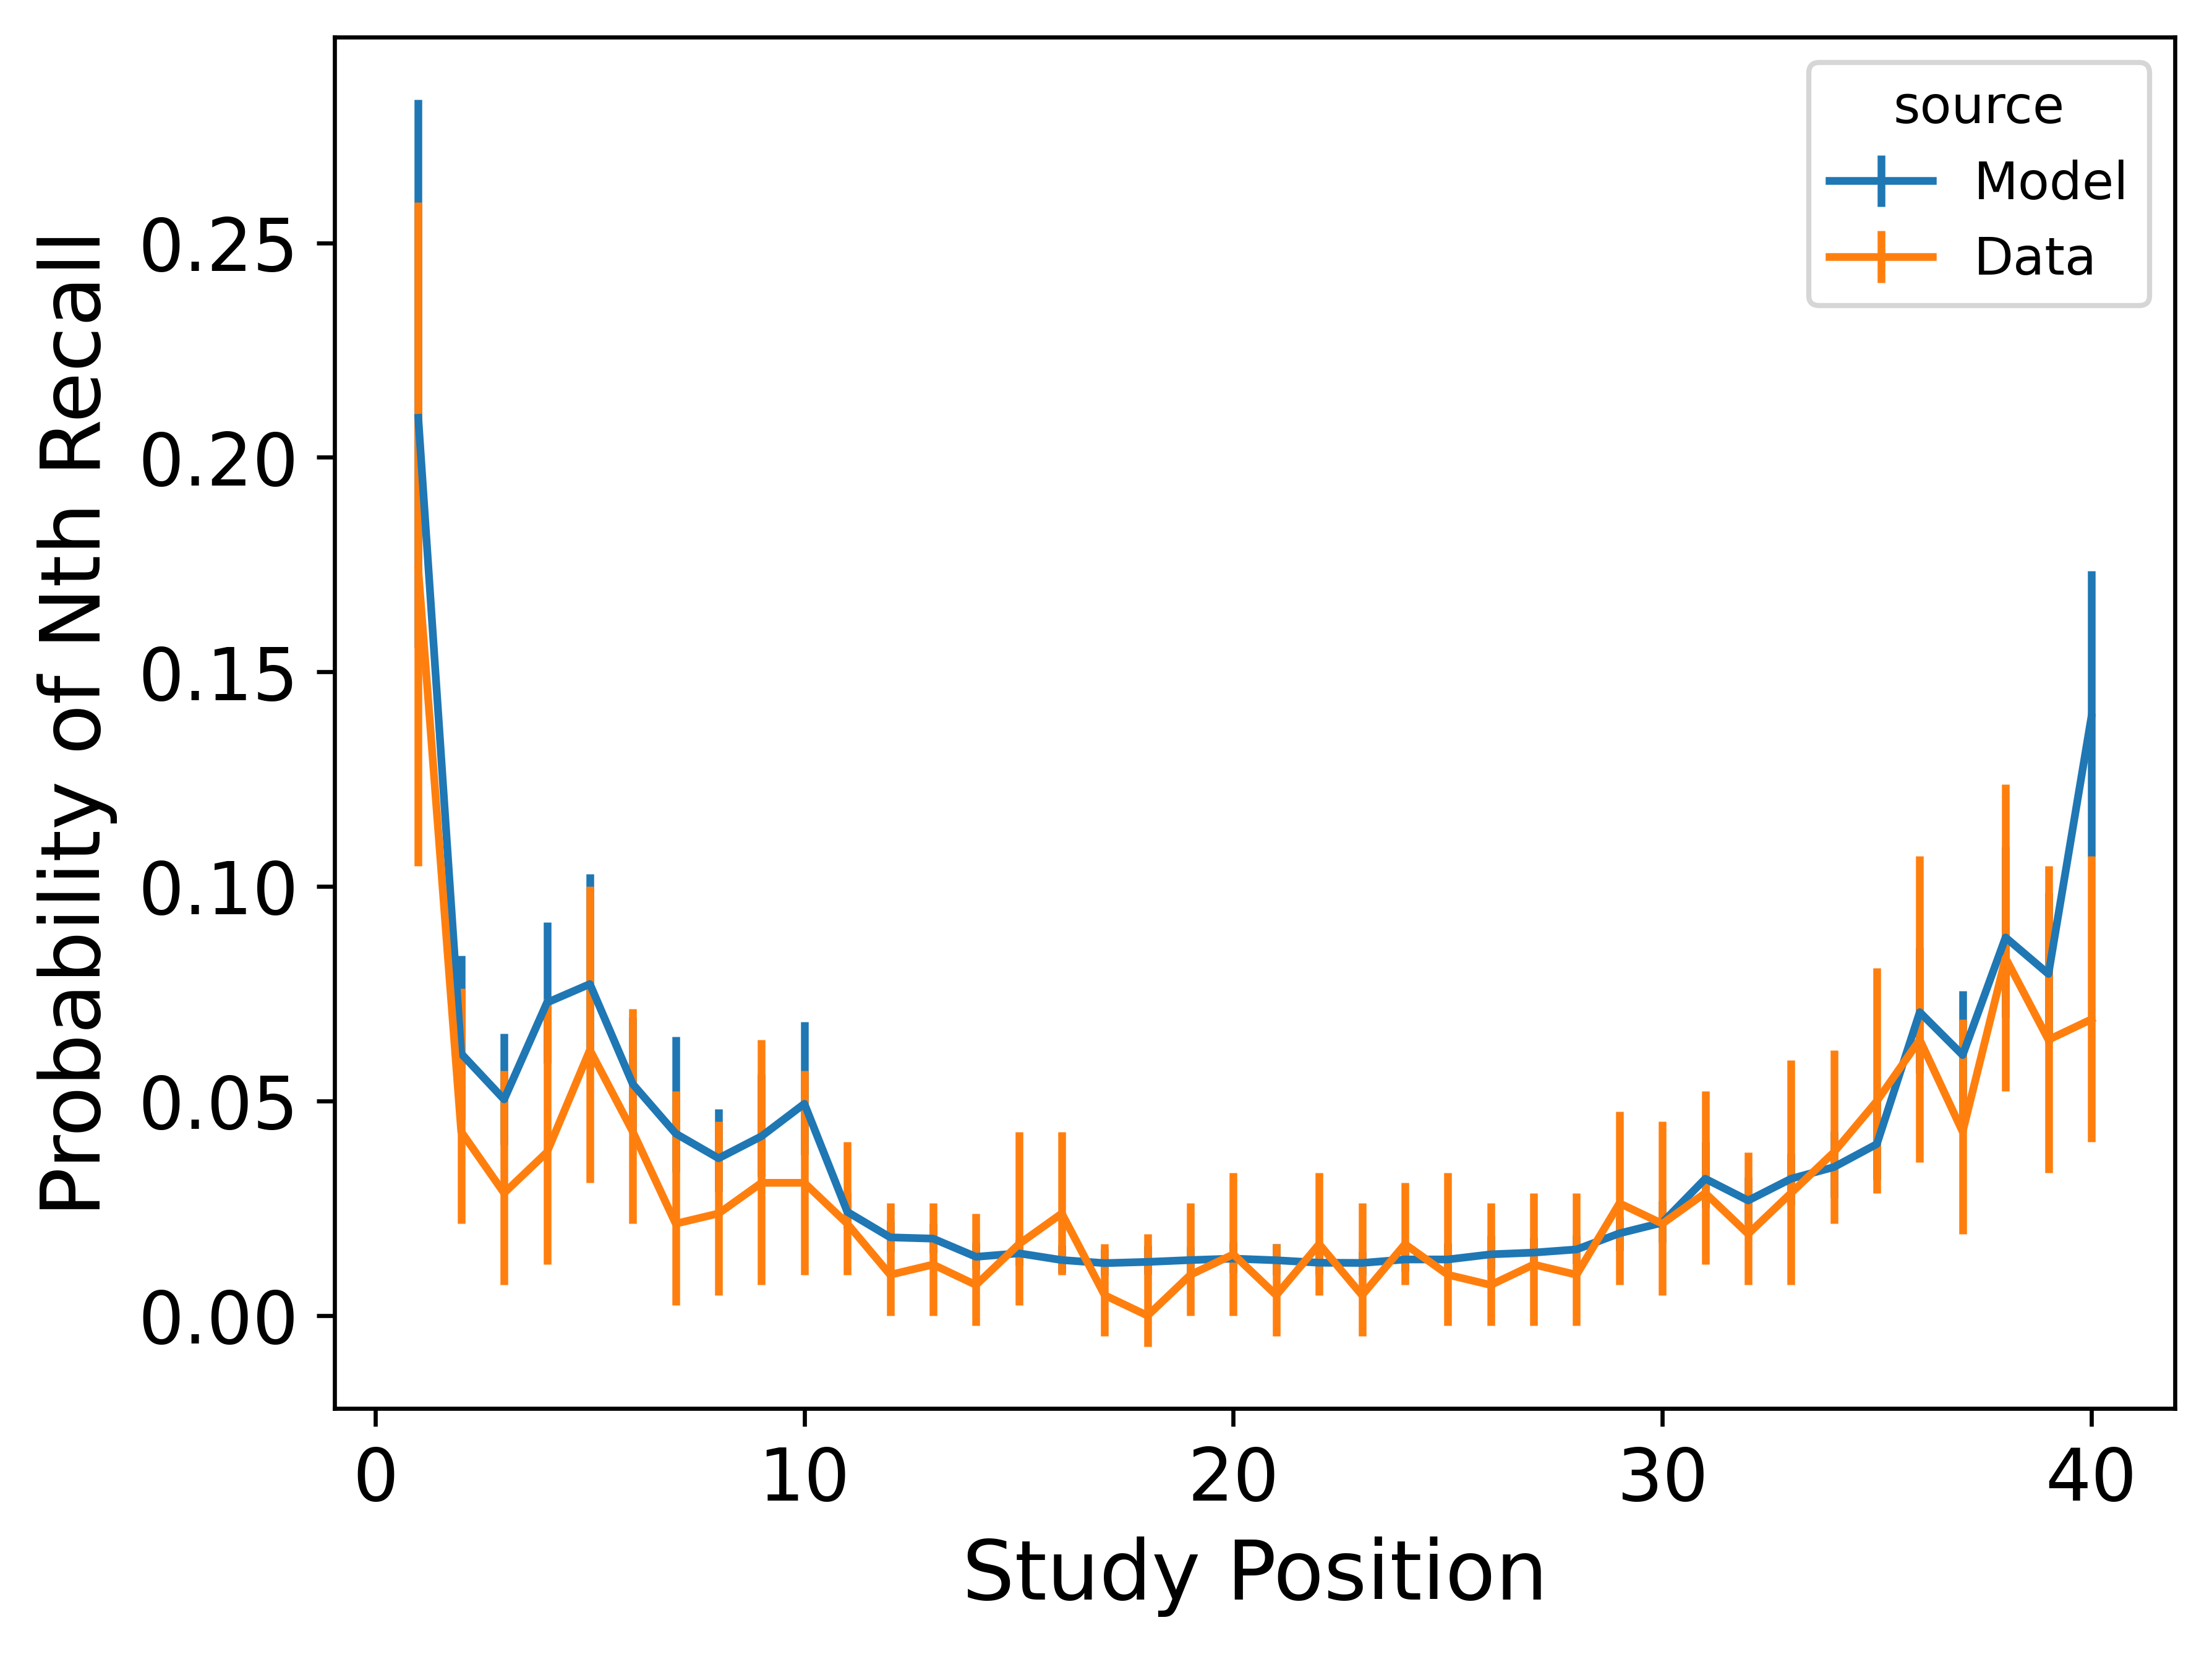 source
Model
Data
Probability of Nth Recall
0.25
0.20
0.15
0.10
0.05
0.00
0 10 20 30 40
Study Position